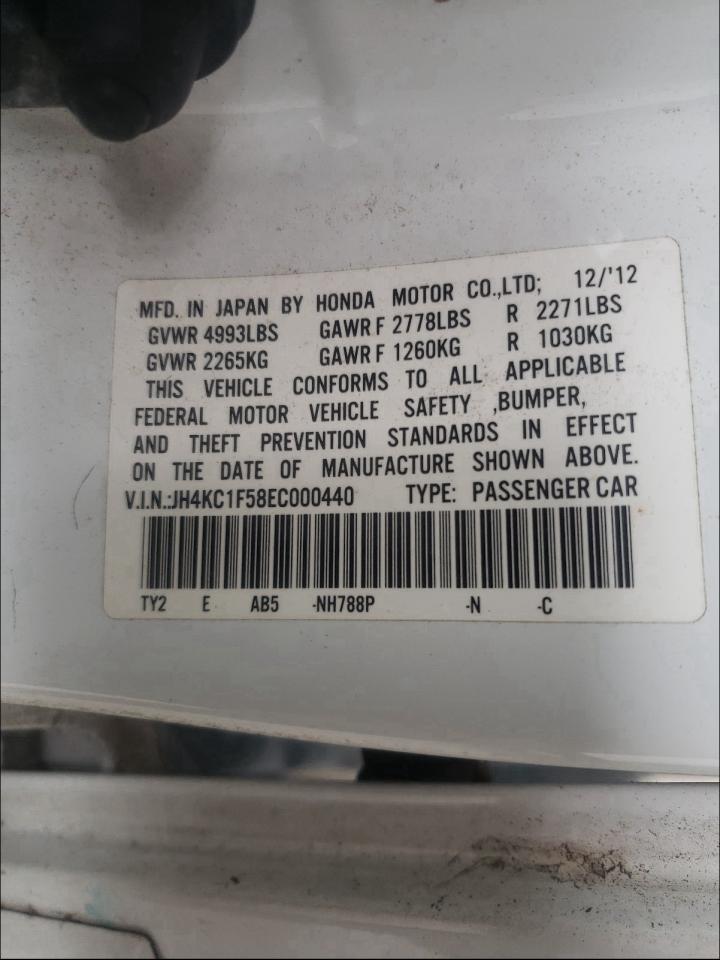 MFD. IN JAPAN BY HONDA MOTOR CO.,LTD; 12/'12
GVWR 4993LBS GAWR F 2778LBS R 2271LBS
GVWR 2265KG GAWR F 1260KG R 1030KG
THIS VEHICLE CONFORMS TO ALL APPLICABLE
FEDERAL MOTOR VEHICLE SAFETY ,BUMPER,
AND THEFT PREVENTION STANDARDS IN EFFECT
ON THE DATE OF MANUFACTURE SHOWN ABOVE.
V.I.N.:JH4KC1F58EC000440 TYPE: PASSENGER CAR
TY2 E AB5 -NH788P -N -C